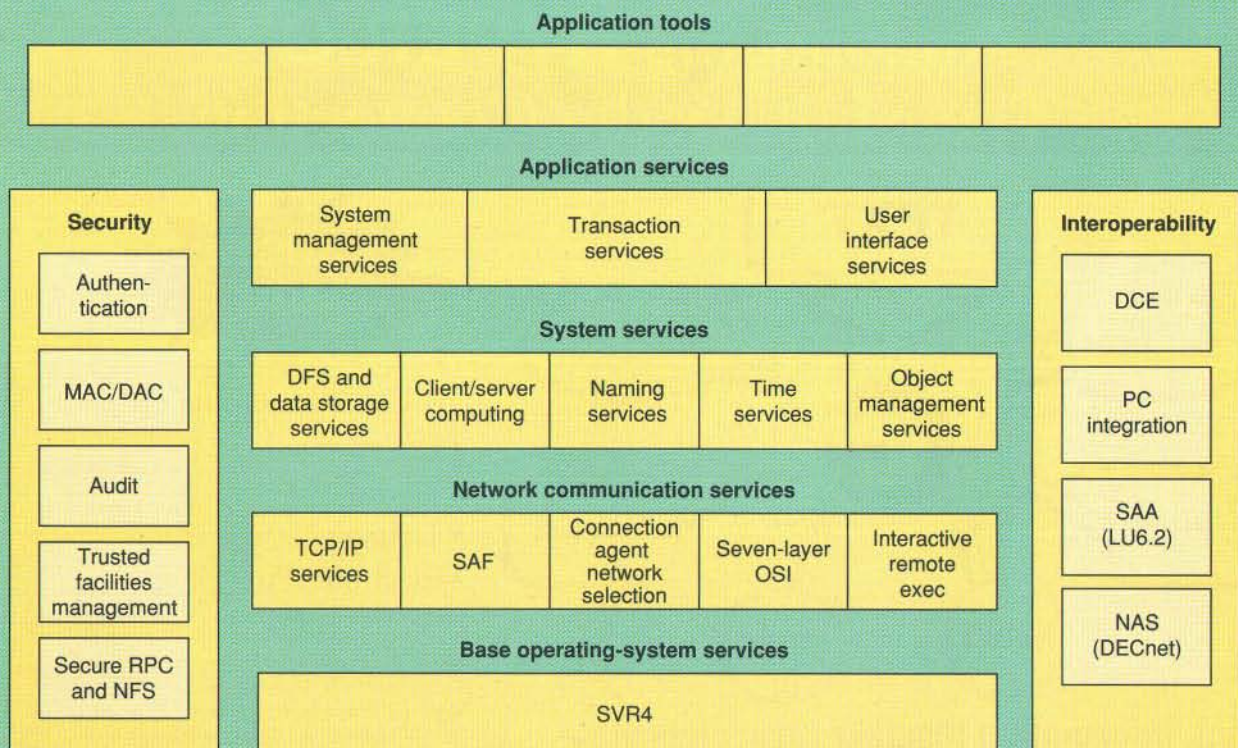 Application tools
Application services
Security
Authen-
tication
MAC/DAC
Audit
Trusted
facilities
management
Secure RPC
and NFS
System
management
services
Transaction
services
User
interface
services
System services
DFS and
data storage
services
Client/server
computing
Naming
services
Time
services
Object
management
services
Network communication services
TCP/IP
services
SAF
Connection
agent
network
selection
Seven-layer
OSI
Interactive
remote
exec
Base operating-system services
SVR4
Interoperability
DCE
PC
integration
SAA
(LU6.2)
NAS
(DECnet)